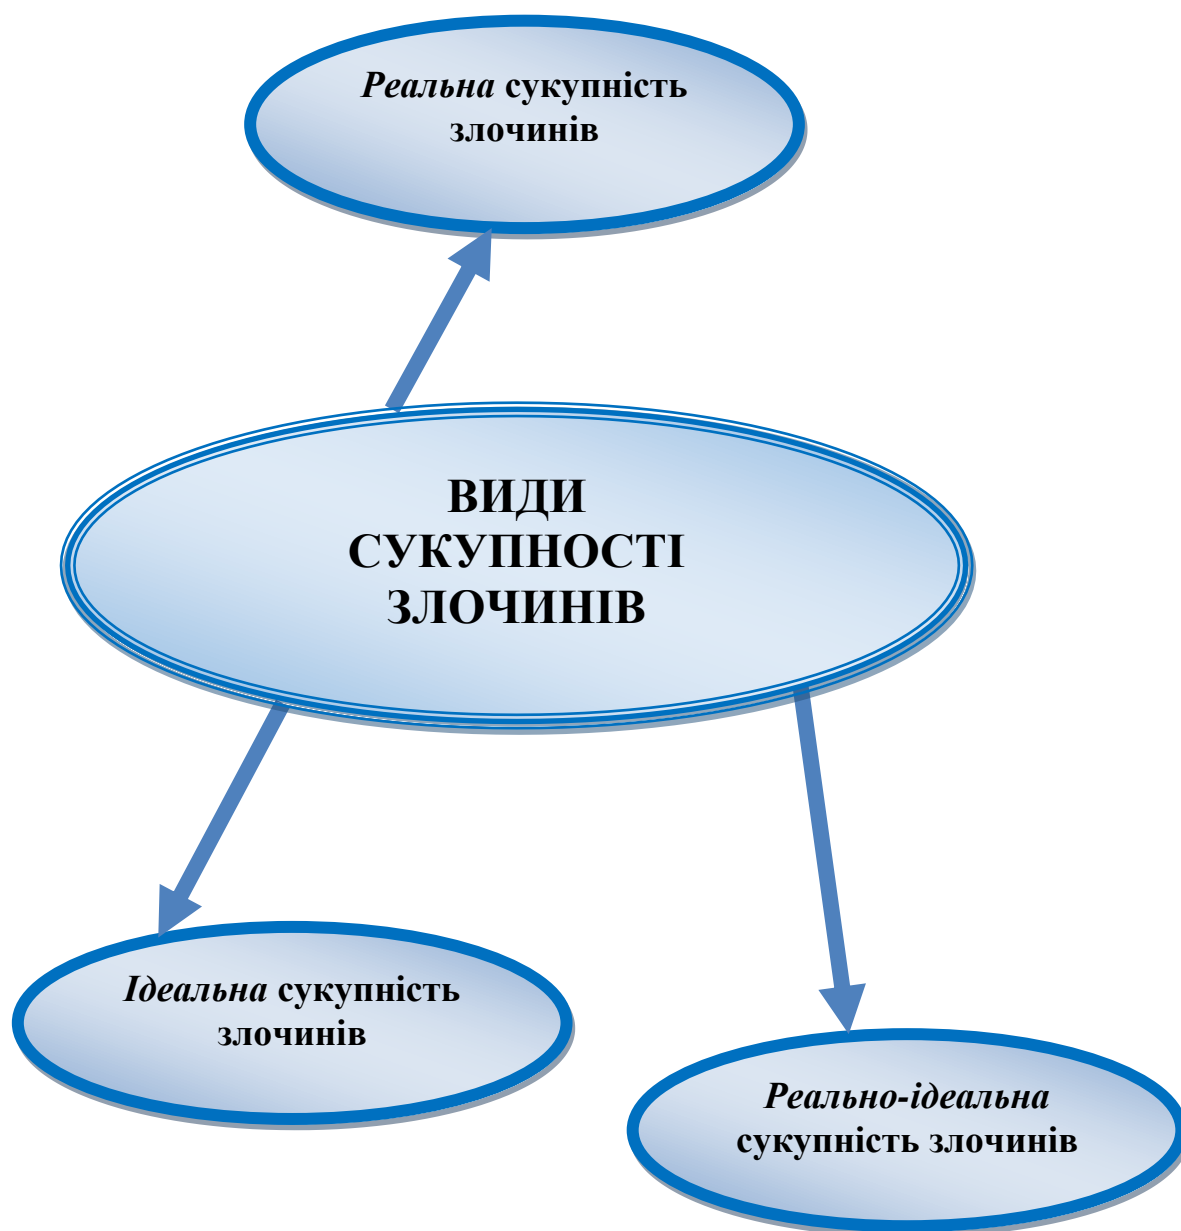 Реальна сукупність
злочинів
ВИДИ
СУКУПНОСТІ
ЗЛОЧИНІВ
Ідеальна сукупність
злочинів
Реально-ідеальна
сукупність злочинів